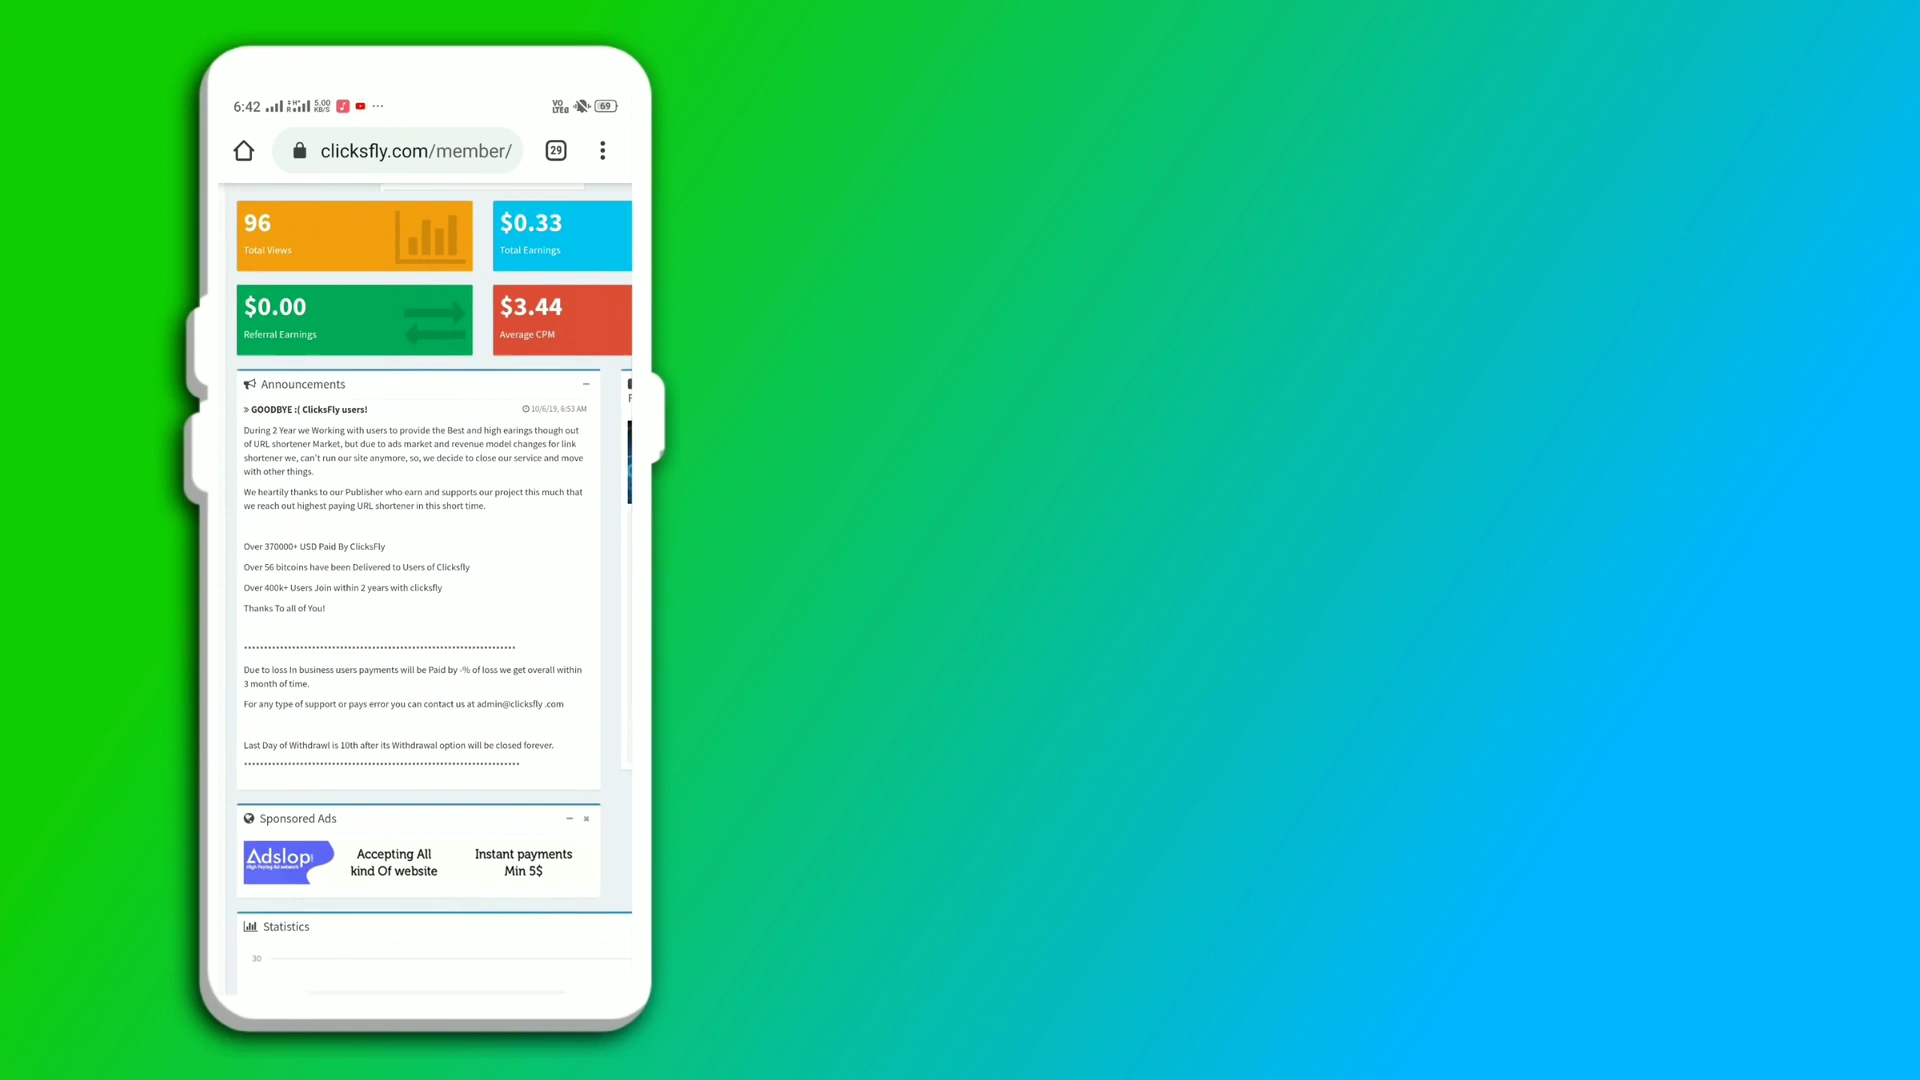 6:42 5.00 KB/S VO LTE 69
clicksfly.com/member/ 29
96
Total Views
$0.33
Total Earnings
$0.00
Referral Earnings
$3.44
Average CPM
Announcements
» GOODBYE :( ClicksFly users! 10/6/19, 6:53 AM
During 2 Year we Working with users to provide the Best and high earings though out
of URL shortener Market, but due to ads market and revenue model changes for link
shortener we, can't run our site anymore, so, we decide to close our service and move
with other things.
We heartily thanks to our Publisher who earn and supports our project this much that
we reach out highest paying URL shortener in this short time.
Over 370000+ USD Paid By ClicksFly
Over 56 bitcoins have been Delivered to Users of Clicksfly
Over 400k+ Users Join within 2 years with clicksfly
Thanks To all of You!
Due to loss In business users payments will be Paid by -% of loss we get overall within
3 month of time.
For any type of support or pays error you can contact us at admin@clicksfly .com
Last Day of Withdrawl is 10th after its Withdrawal option will be closed forever.
Sponsored Ads
Adslop
High Paying Ad network
Accepting All
kind Of website
Instant payments
Min 5$
Statistics
30